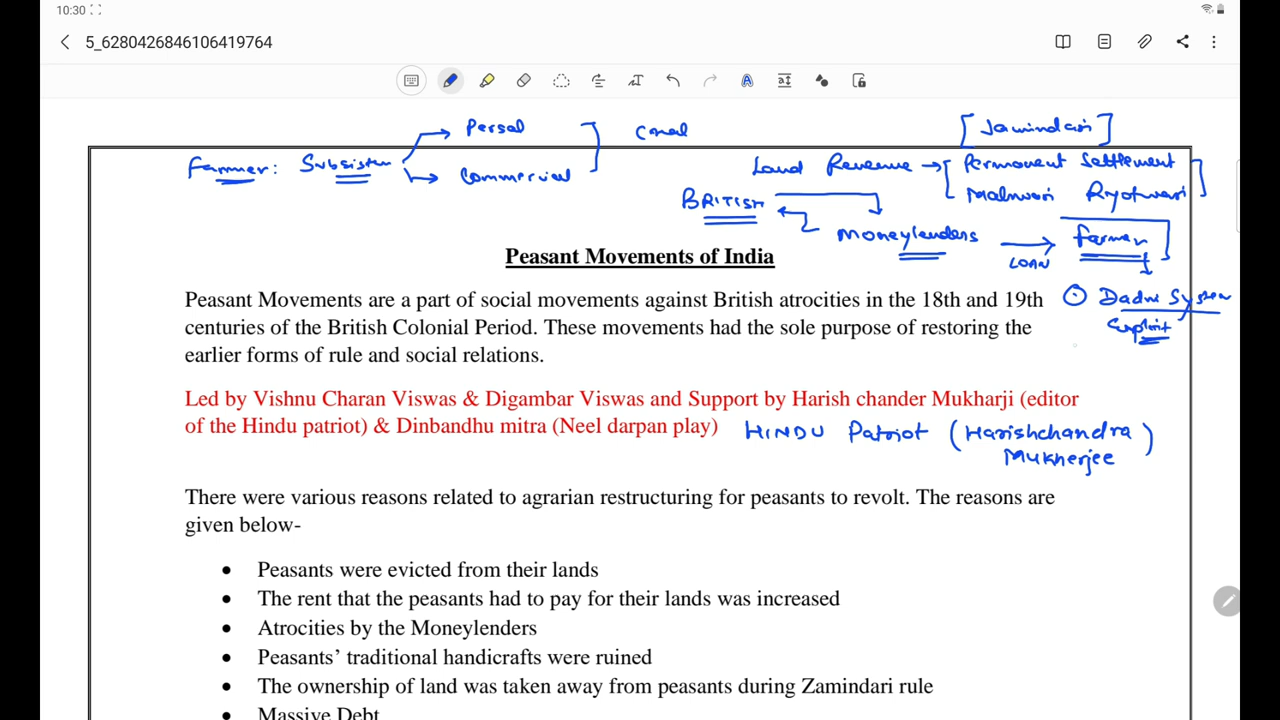 10:30
5_6280426846106419764
Persal
Canal
[Jamindari]
Farmer: Subsisten
Commercial
Land Revenue → Permanent Settlement
Mahwari Ryotwari
BRITISH
Moneylenders
Farmer
LOAN
Peasant Movements of India
Peasant Movements are a part of social movements against British atrocities in the 18th and 19th
Dadni System
centuries of the British Colonial Period. These movements had the sole purpose of restoring the
Exploit
earlier forms of rule and social relations.
Led by Vishnu Charan Viswas & Digambar Viswas and Support by Harish chander Mukharji (editor
of the Hindu patriot) & Dinbandhu mitra (Neel darpan play)
HINDU Patriot (Harishchandra
Mukherjee)
There were various reasons related to agrarian restructuring for peasants to revolt. The reasons are
given below-
• Peasants were evicted from their lands
• The rent that the peasants had to pay for their lands was increased
• Atrocities by the Moneylenders
• Peasants’ traditional handicrafts were ruined
• The ownership of land was taken away from peasants during Zamindari rule
• Massive Debt